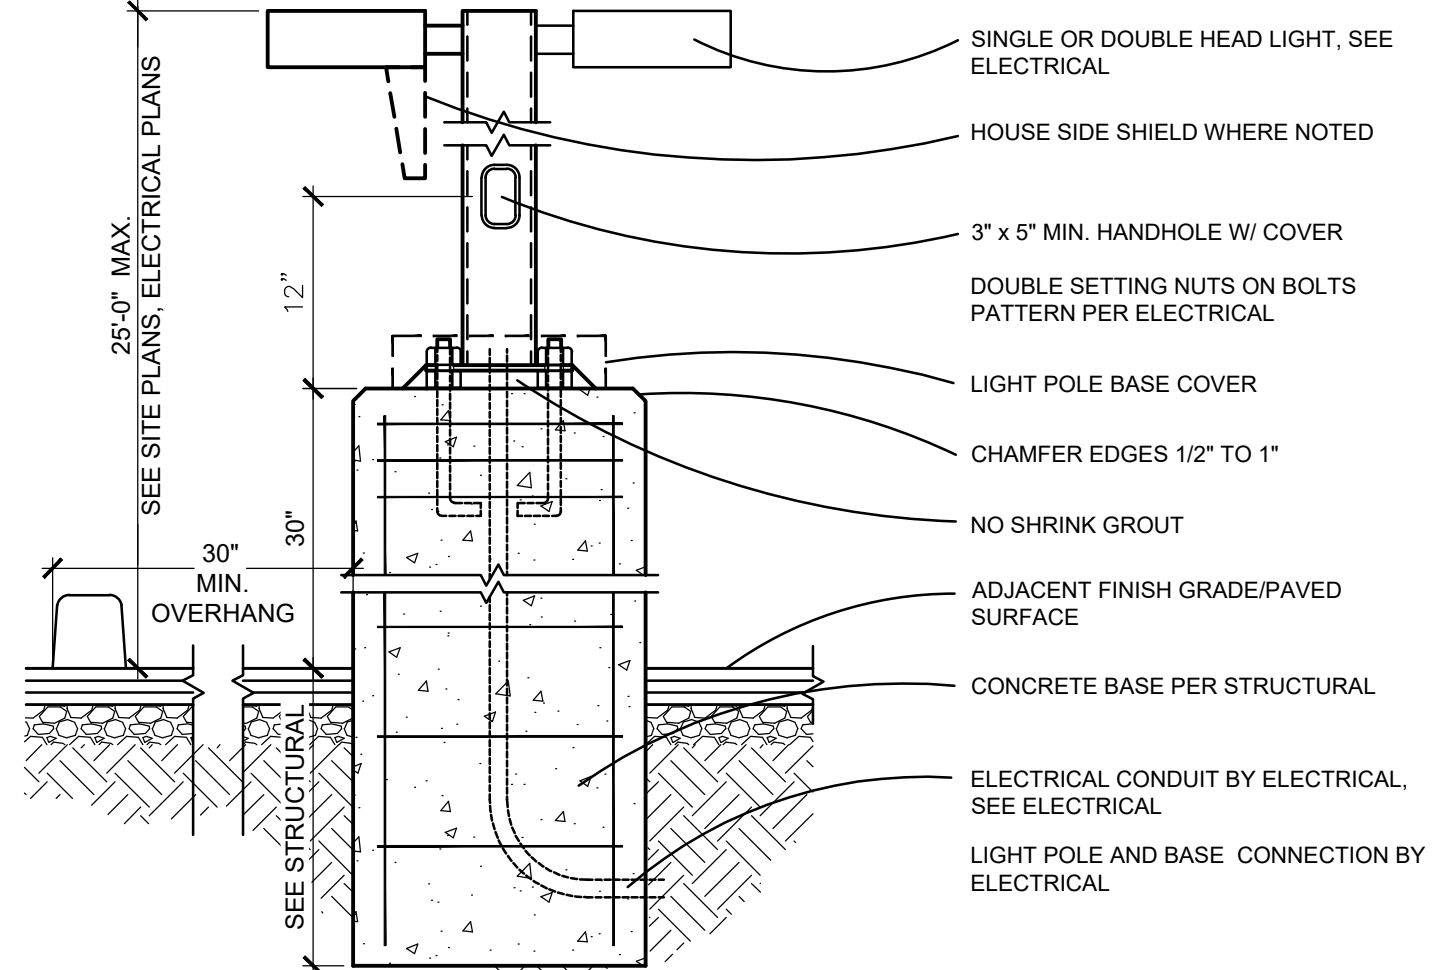 SINGLE OR DOUBLE HEAD LIGHT, SEE
ELECTRICAL
HOUSE SIDE SHIELD WHERE NOTED
3" x 5" MIN. HANDHOLE W/ COVER
DOUBLE SETTING NUTS ON BOLTS
PATTERN PER ELECTRICAL
LIGHT POLE BASE COVER
CHAMFER EDGES 1/2" TO 1"
NO SHRINK GROUT
ADJACENT FINISH GRADE/PAVED
SURFACE
CONCRETE BASE PER STRUCTURAL
ELECTRICAL CONDUIT BY ELECTRICAL,
SEE ELECTRICAL
LIGHT POLE AND BASE CONNECTION BY
ELECTRICAL
25'-0" MAX.
SEE SITE PLANS, ELECTRICAL PLANS
12”
30"
30"
MIN.
OVERHANG
SEE STRUCTURAL